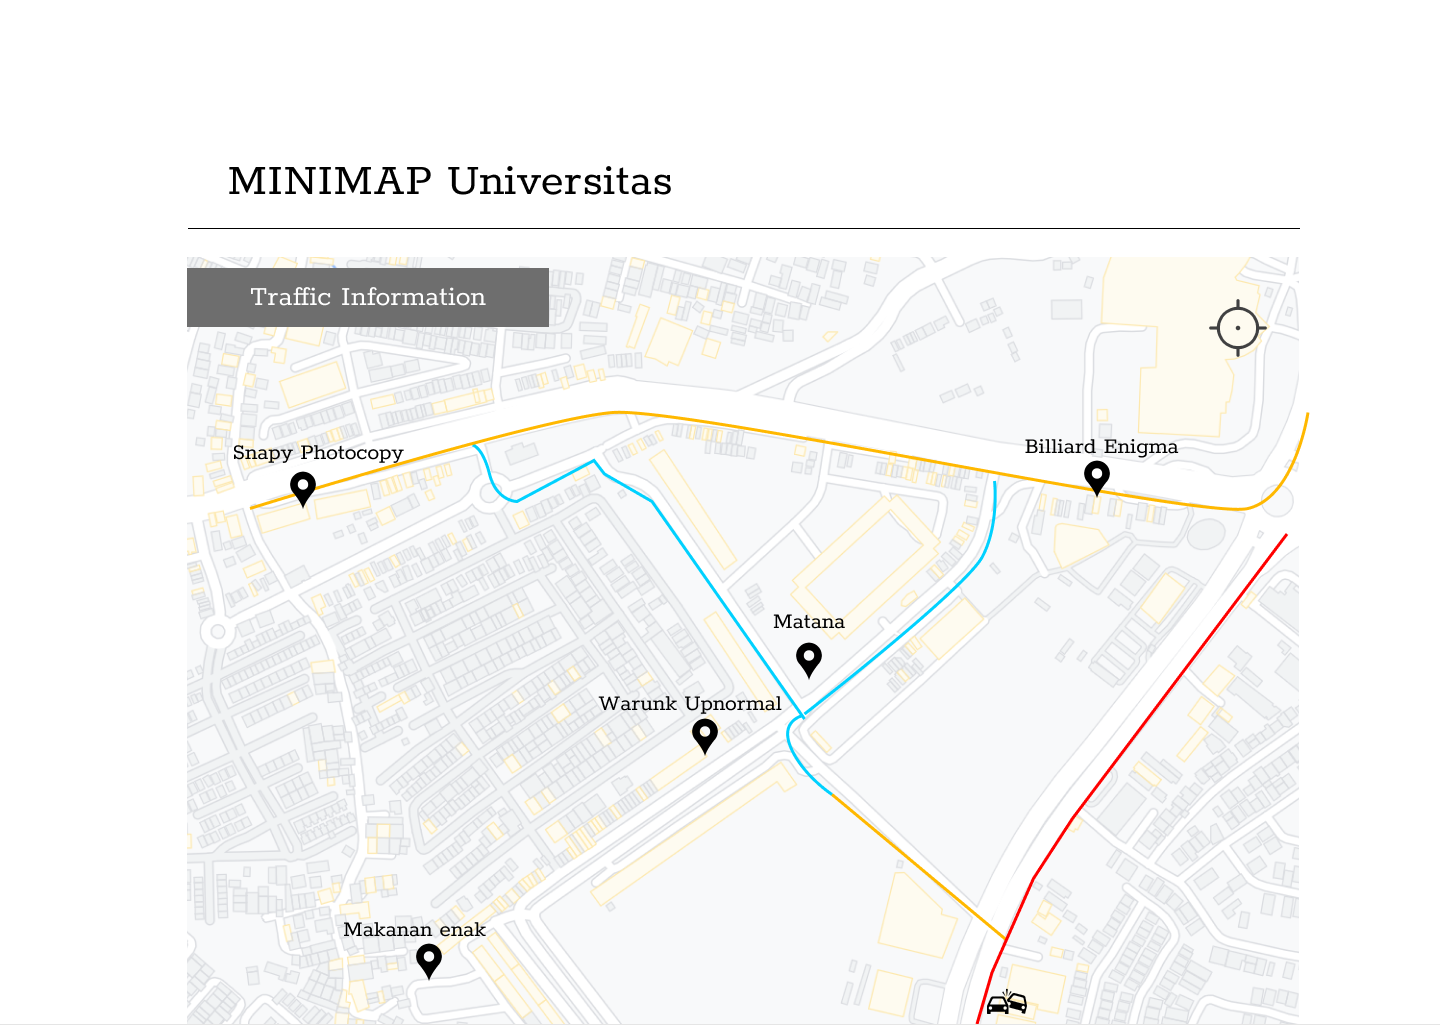 MINIMAP Universitas
Traffic Information
Snapy Photocopy
Billiard Enigma
Matana
Warunk Upnormal
Makanan enak